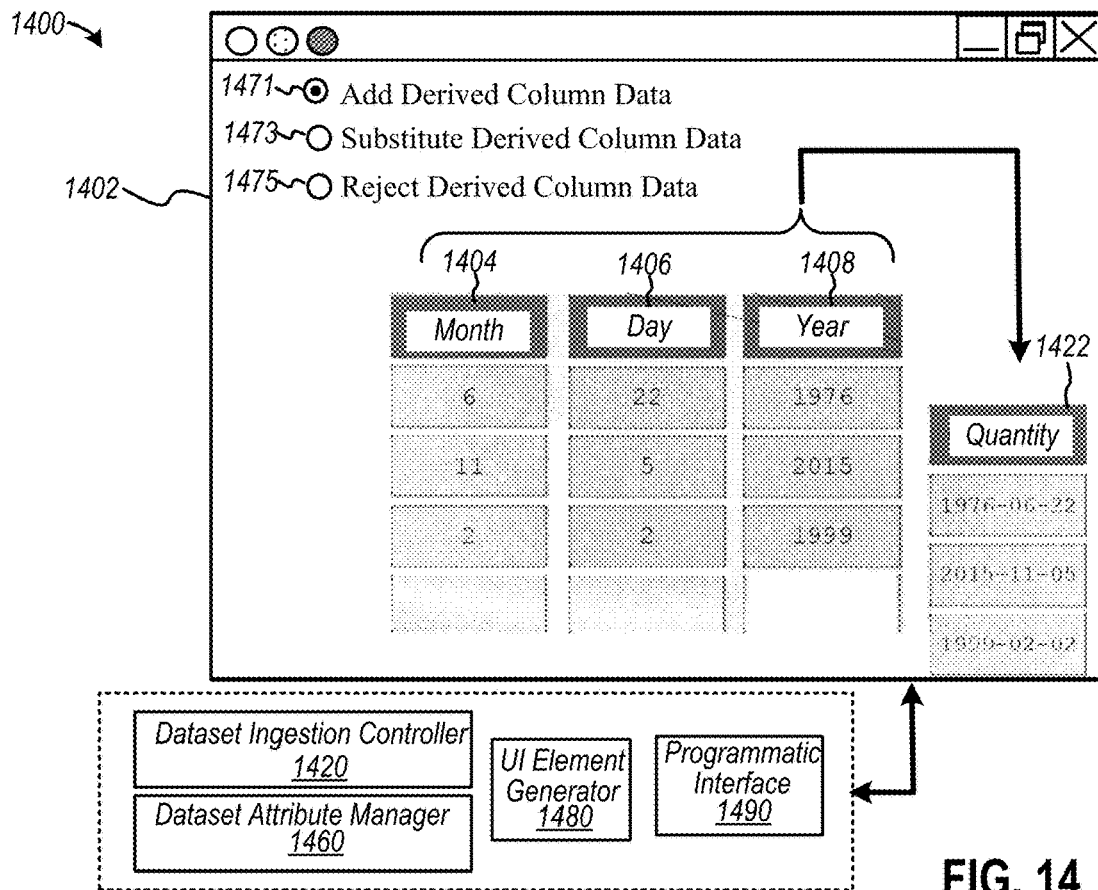 1400
1471 Add Derived Column Data
1473 Substitute Derived Column Data
1402
1475 Reject Derived Column Data
1404 1406 1408
Month Day Year
1422
6 22 1976
Quantity
11 5 2015
1976-06-22
2 2 1999
2015-11-05
1999-02-02
Dataset Ingestion Controller
1420
Dataset Attribute Manager
1460
UI Element
Generator
1480
Programmatic
Interface
1490
FIG. 14